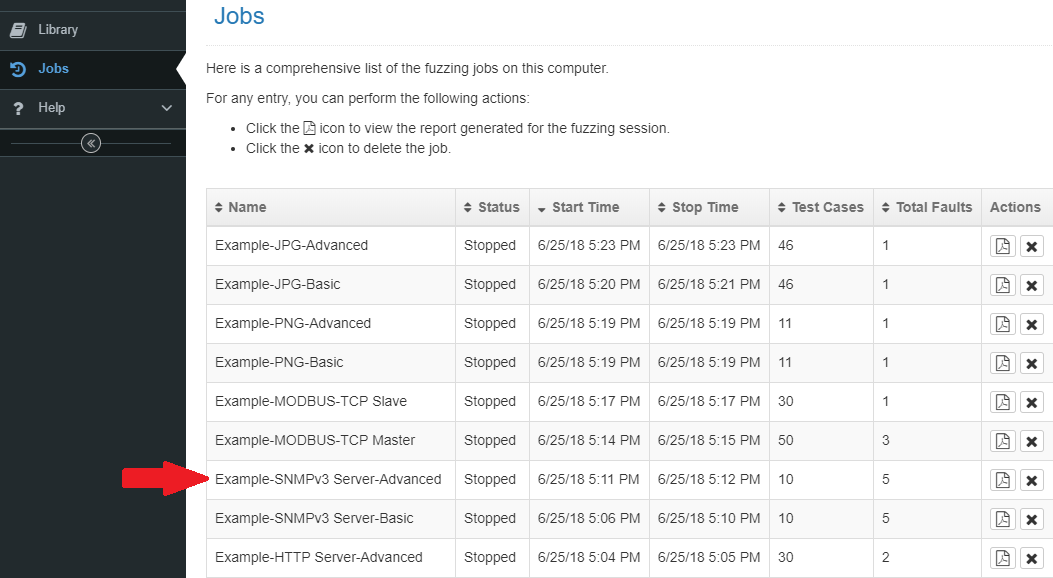 Jobs
Library
Jobs
Help
Here is a comprehensive list of the fuzzing jobs on this computer.
For any entry, you can perform the following actions:
• Click the icon to view the report generated for the fuzzing session.
• Click the ✖ icon to delete the job.
Name Status Start Time Stop Time Test Cases Total Faults Actions
Example-JPG-Advanced Stopped 6/25/18 5:23 PM 6/25/18 5:23 PM 46 1
Example-JPG-Basic Stopped 6/25/18 5:20 PM 6/25/18 5:21 PM 46 1
Example-PNG-Advanced Stopped 6/25/18 5:19 PM 6/25/18 5:19 PM 11 1
Example-PNG-Basic Stopped 6/25/18 5:19 PM 6/25/18 5:19 PM 11 1
Example-MODBUS-TCP Slave Stopped 6/25/18 5:17 PM 6/25/18 5:17 PM 30 1
Example-MODBUS-TCP Master Stopped 6/25/18 5:14 PM 6/25/18 5:15 PM 50 3
Example-SNMPv3 Server-Advanced Stopped 6/25/18 5:11 PM 6/25/18 5:12 PM 10 5
Example-SNMPv3 Server-Basic Stopped 6/25/18 5:06 PM 6/25/18 5:10 PM 10 5
Example-HTTP Server-Advanced Stopped 6/25/18 5:04 PM 6/25/18 5:05 PM 30 2